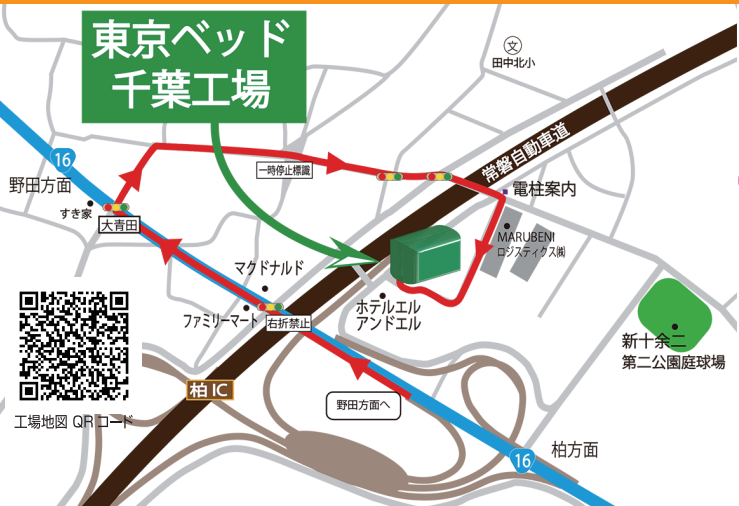 東京ベッド
千葉工場
文
田中北小
常磐自動車道
16
野田方面
すき家
大青田
一時停止標識
電柱案内
MARUBENI
ロジスティクス㈱
マクドナルド
ファミリーマート
右折禁止
ホテルエル
アンドエル
新十余二
第二公園庭球場
柏IC
野田方面へ
工場地図 QRコード
柏方面
16